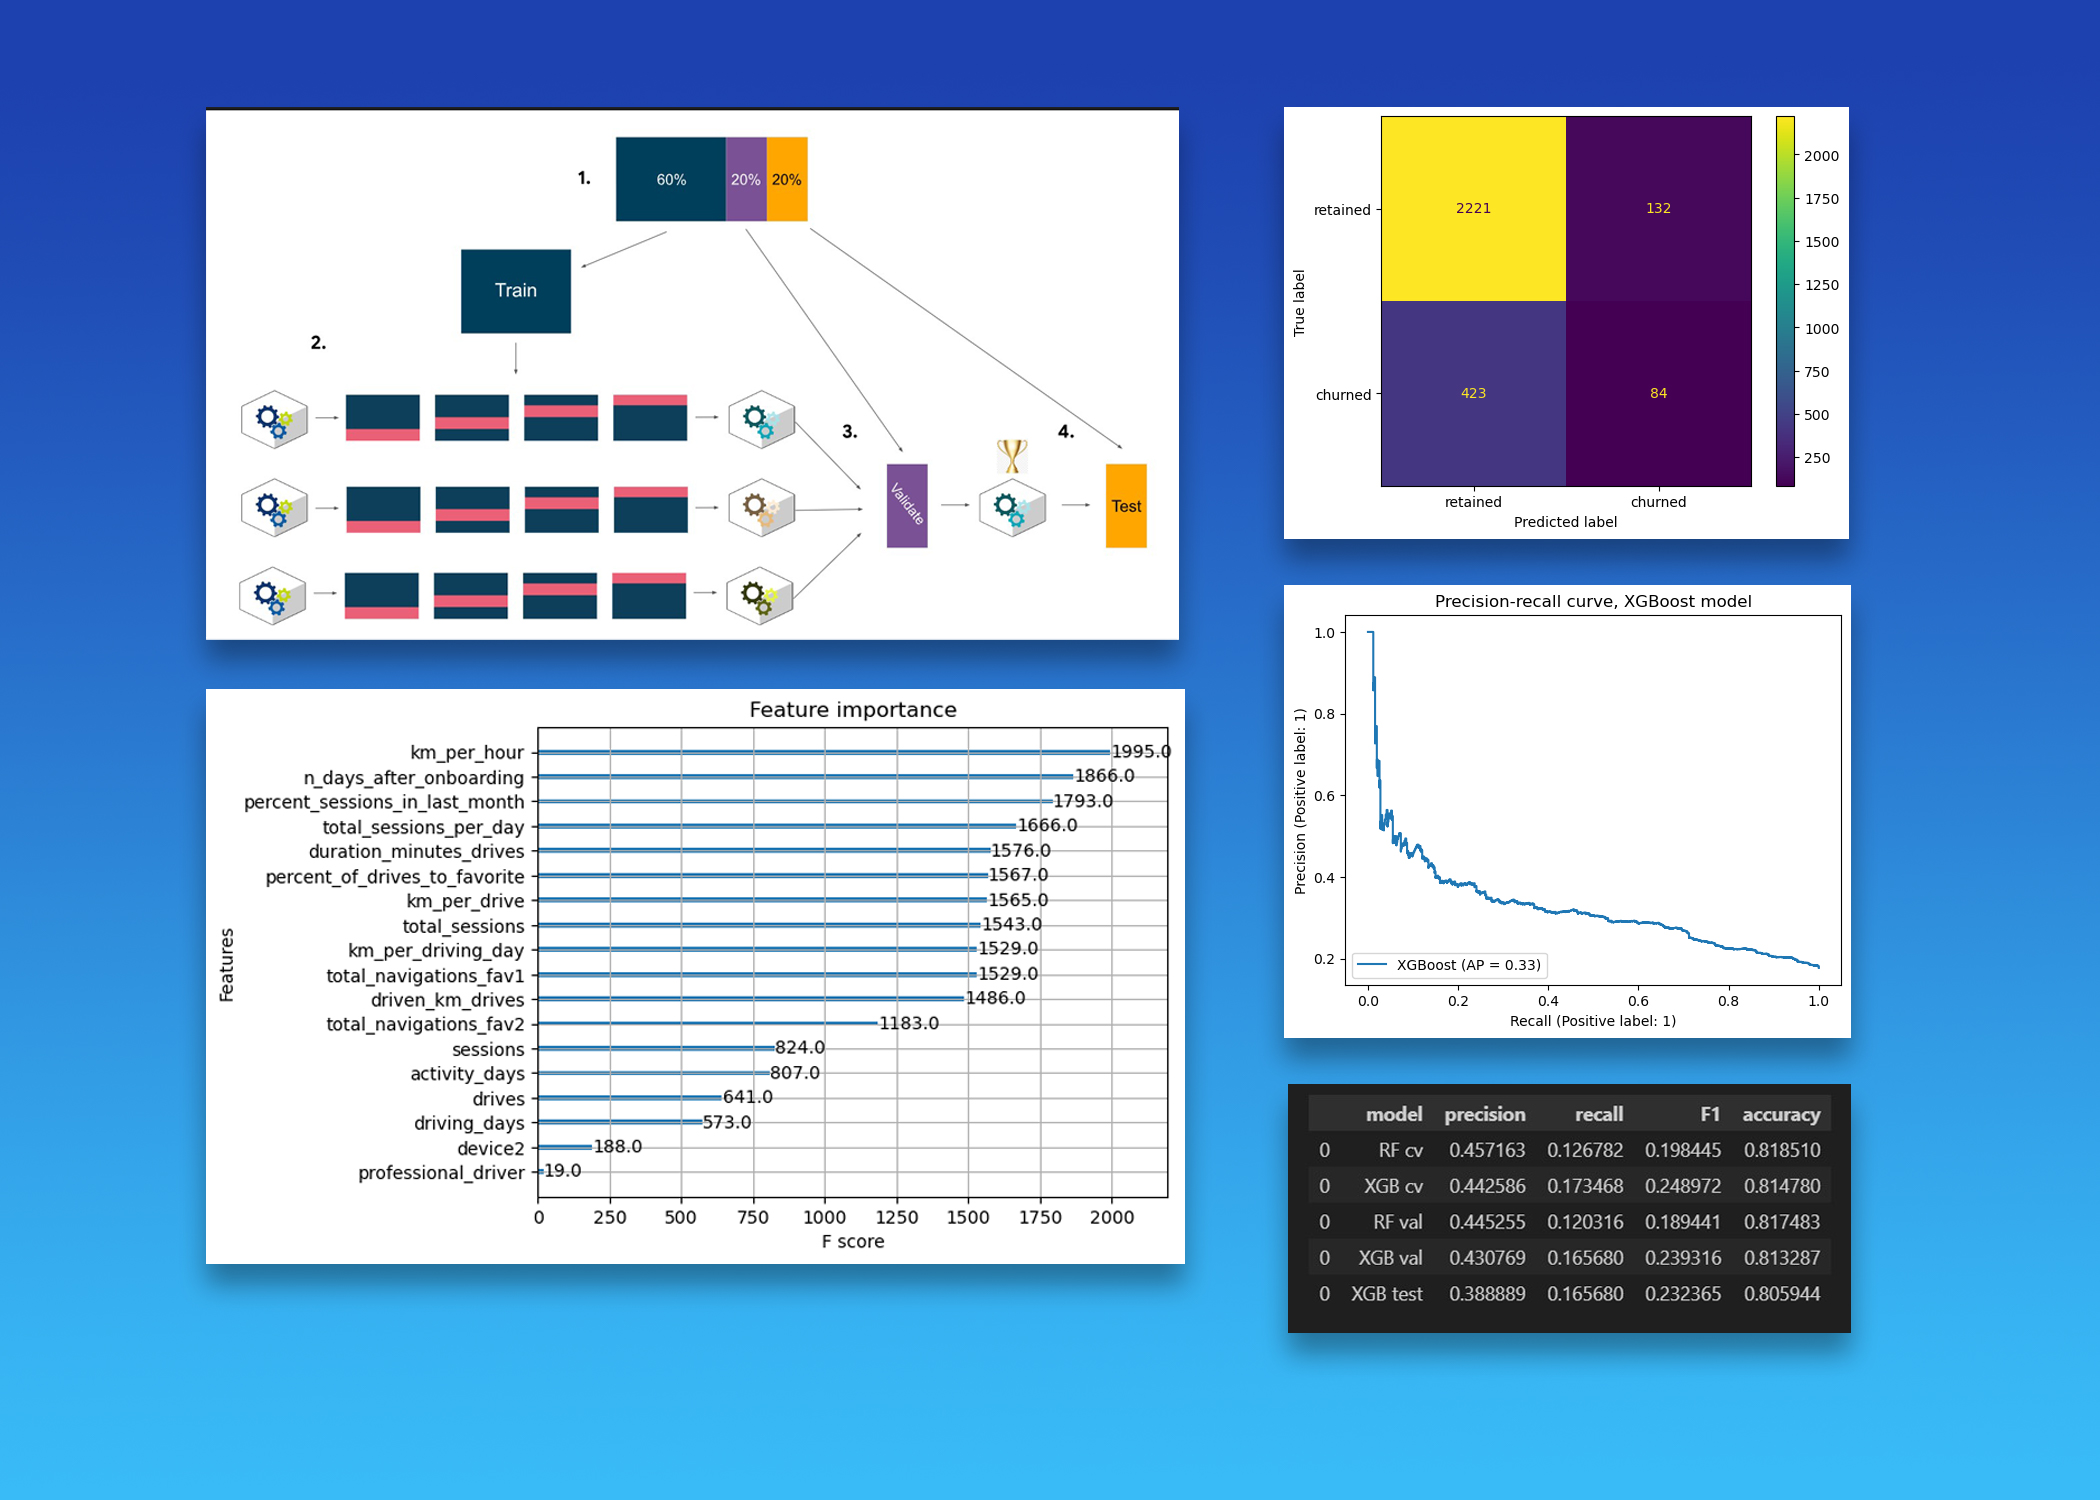 1.
60%
20%
20%
Train
2.
3.
4.
Validate
Test
2221
132
423
84
retained
churned
True label
retained
churned
Predicted label
2000
1750
1500
1250
1000
750
500
250
Feature importance
km_per_hour 1995.0
n_days_after_onboarding 1866.0
percent_sessions_in_last_month 1793.0
total_sessions_per_day 1666.0
duration_minutes_drives 1576.0
percent_of_drives_to_favorite 1567.0
km_per_drive 1565.0
total_sessions 1543.0
km_per_driving_day 1529.0
total_navigations_fav1 1529.0
driven_km_drives 1486.0
total_navigations_fav2 1183.0
sessions 824.0
activity_days 807.0
drives 641.0
driving_days 573.0
device2 188.0
professional_driver 19.0
Features
0 250 500 750 1000 1250 1500 1750 2000
F score
Precision-recall curve, XGBoost model
1.0
0.8
0.6
0.4
0.2
Precision (Positive label: 1)
XGBoost (AP = 0.33)
0.0 0.2 0.4 0.6 0.8 1.0
Recall (Positive label: 1)
model precision recall F1 accuracy
0 RF cv 0.457163 0.126782 0.198445 0.818510
0 XGB cv 0.442586 0.173468 0.248972 0.814780
0 RF val 0.445255 0.120316 0.189441 0.817483
0 XGB val 0.430769 0.165680 0.239316 0.813287
0 XGB test 0.388889 0.165680 0.232365 0.805944